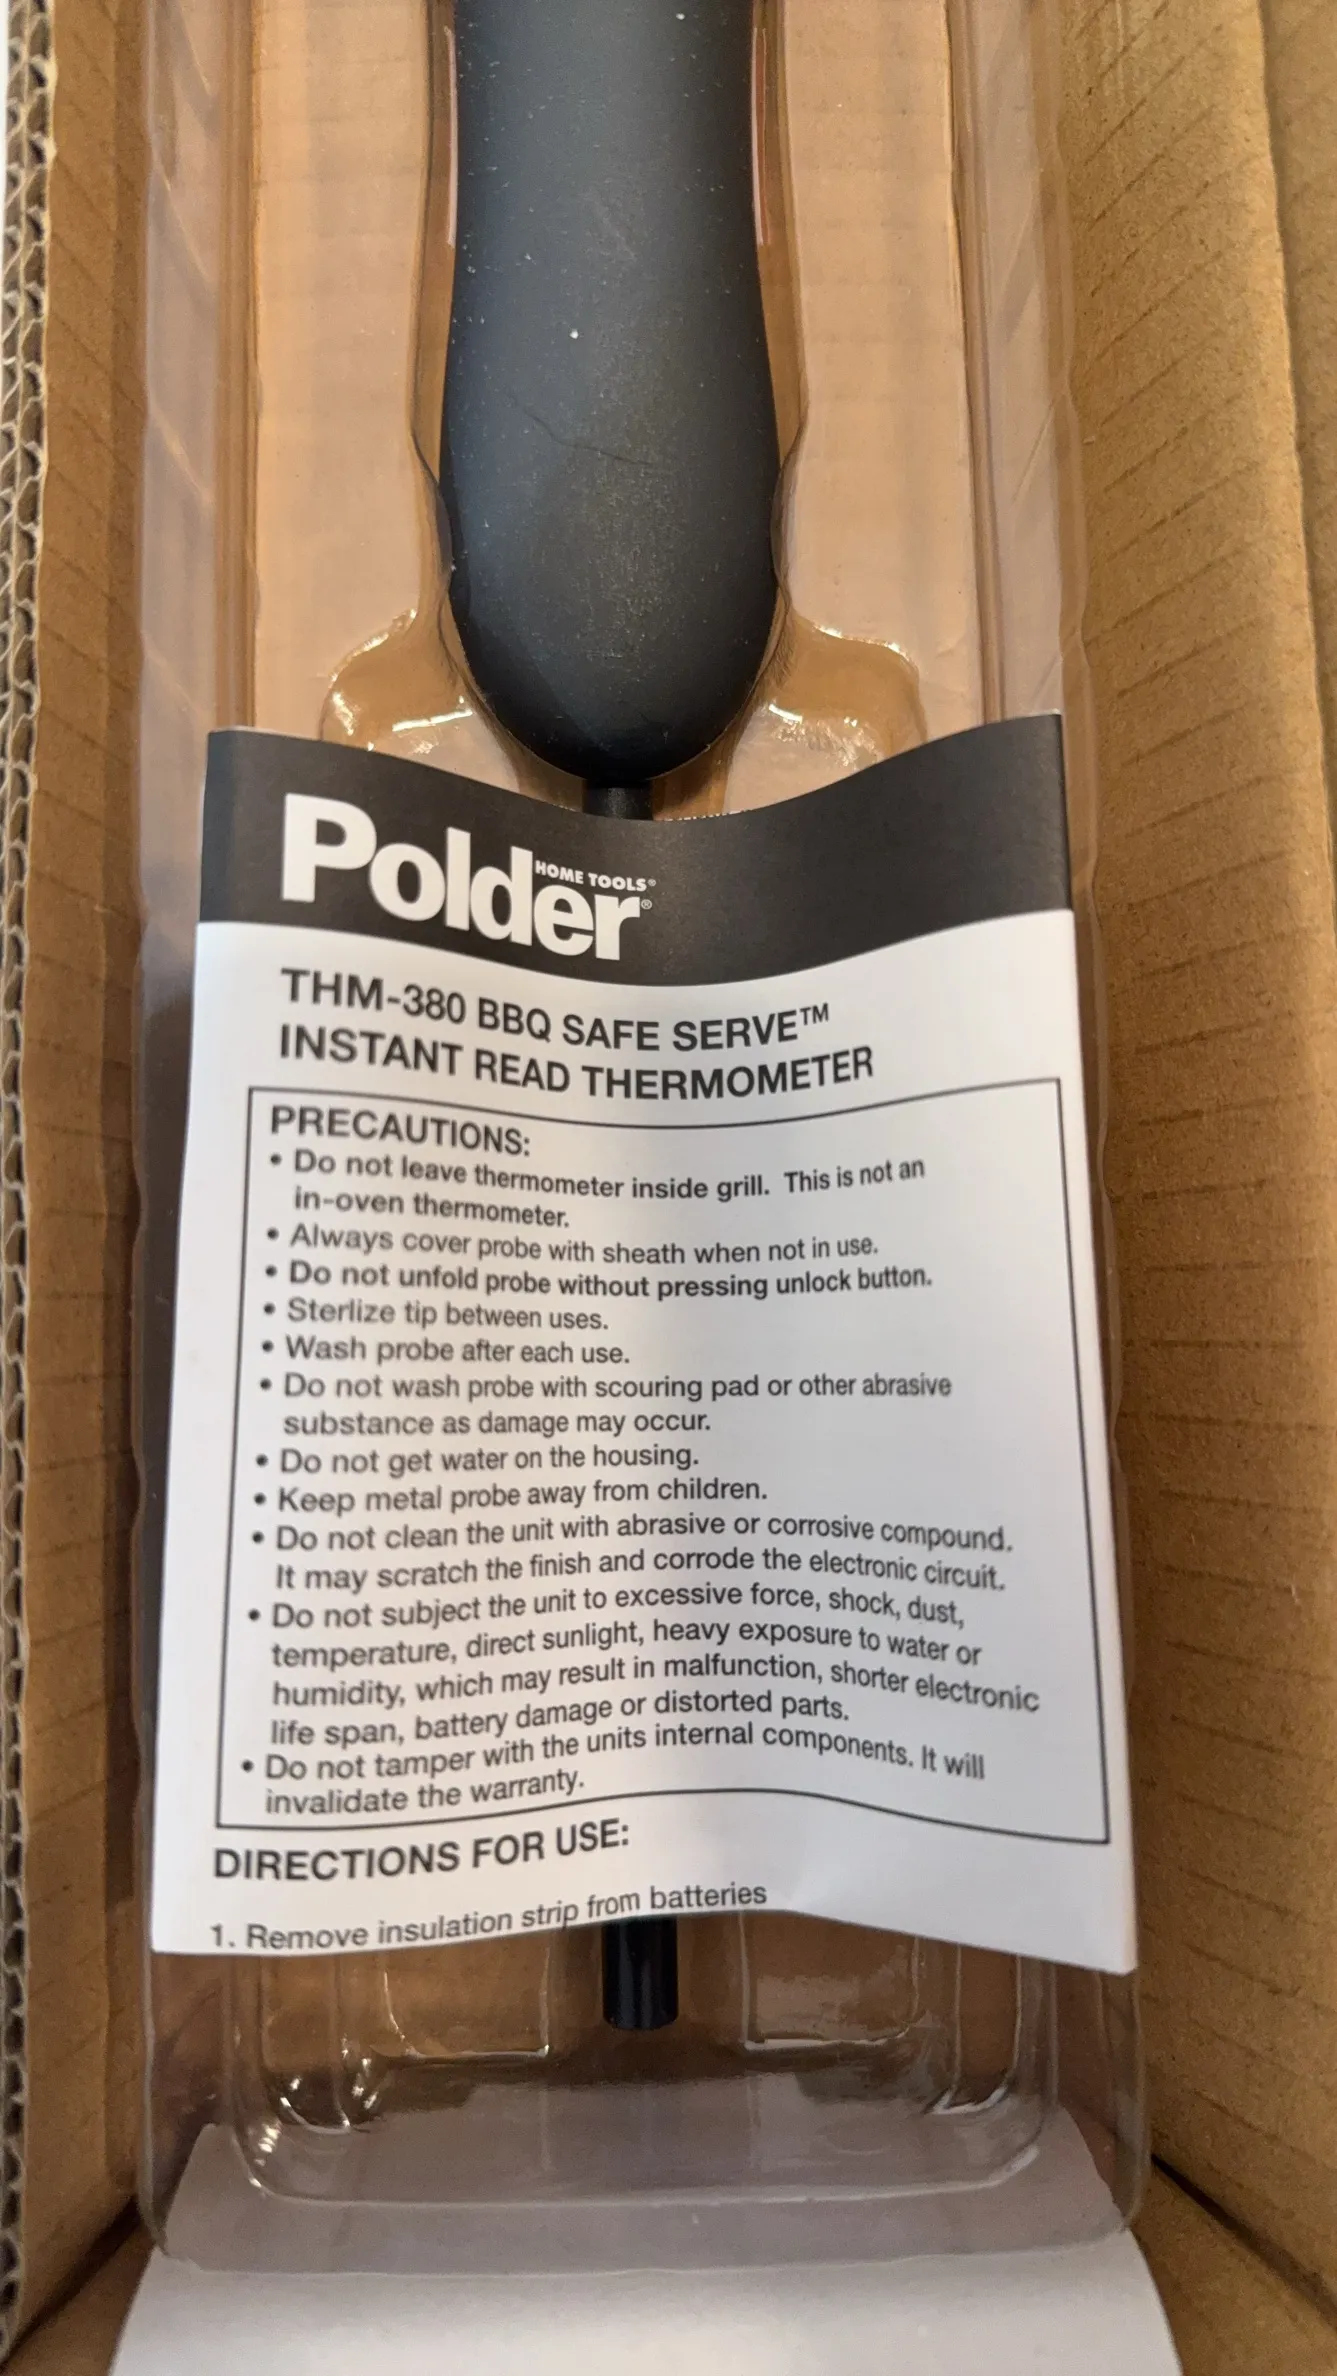 Polder®
HOME TOOLS®
THM-380 BBQ SAFE SERVE™
INSTANT READ THERMOMETER
PRECAUTIONS:
• Do not leave thermometer inside grill. This is not an
in-oven thermometer.
• Always cover probe with sheath when not in use.
• Do not unfold probe without pressing unlock button.
• Sterlize tip between uses.
• Wash probe after each use.
• Do not wash probe with scouring pad or other abrasive
substance as damage may occur.
• Do not get water on the housing.
• Keep metal probe away from children.
• Do not clean the unit with abrasive or corrosive compound.
It may scratch the finish and corrode the electronic circuit.
• Do not subject the unit to excessive force, shock, dust,
temperature, direct sunlight, heavy exposure to water or
humidity, which may result in malfunction, shorter electronic
life span, battery damage or distorted parts.
• Do not tamper with the units internal components. It will
invalidate the warranty.
DIRECTIONS FOR USE:
1. Remove insulation strip from batteries